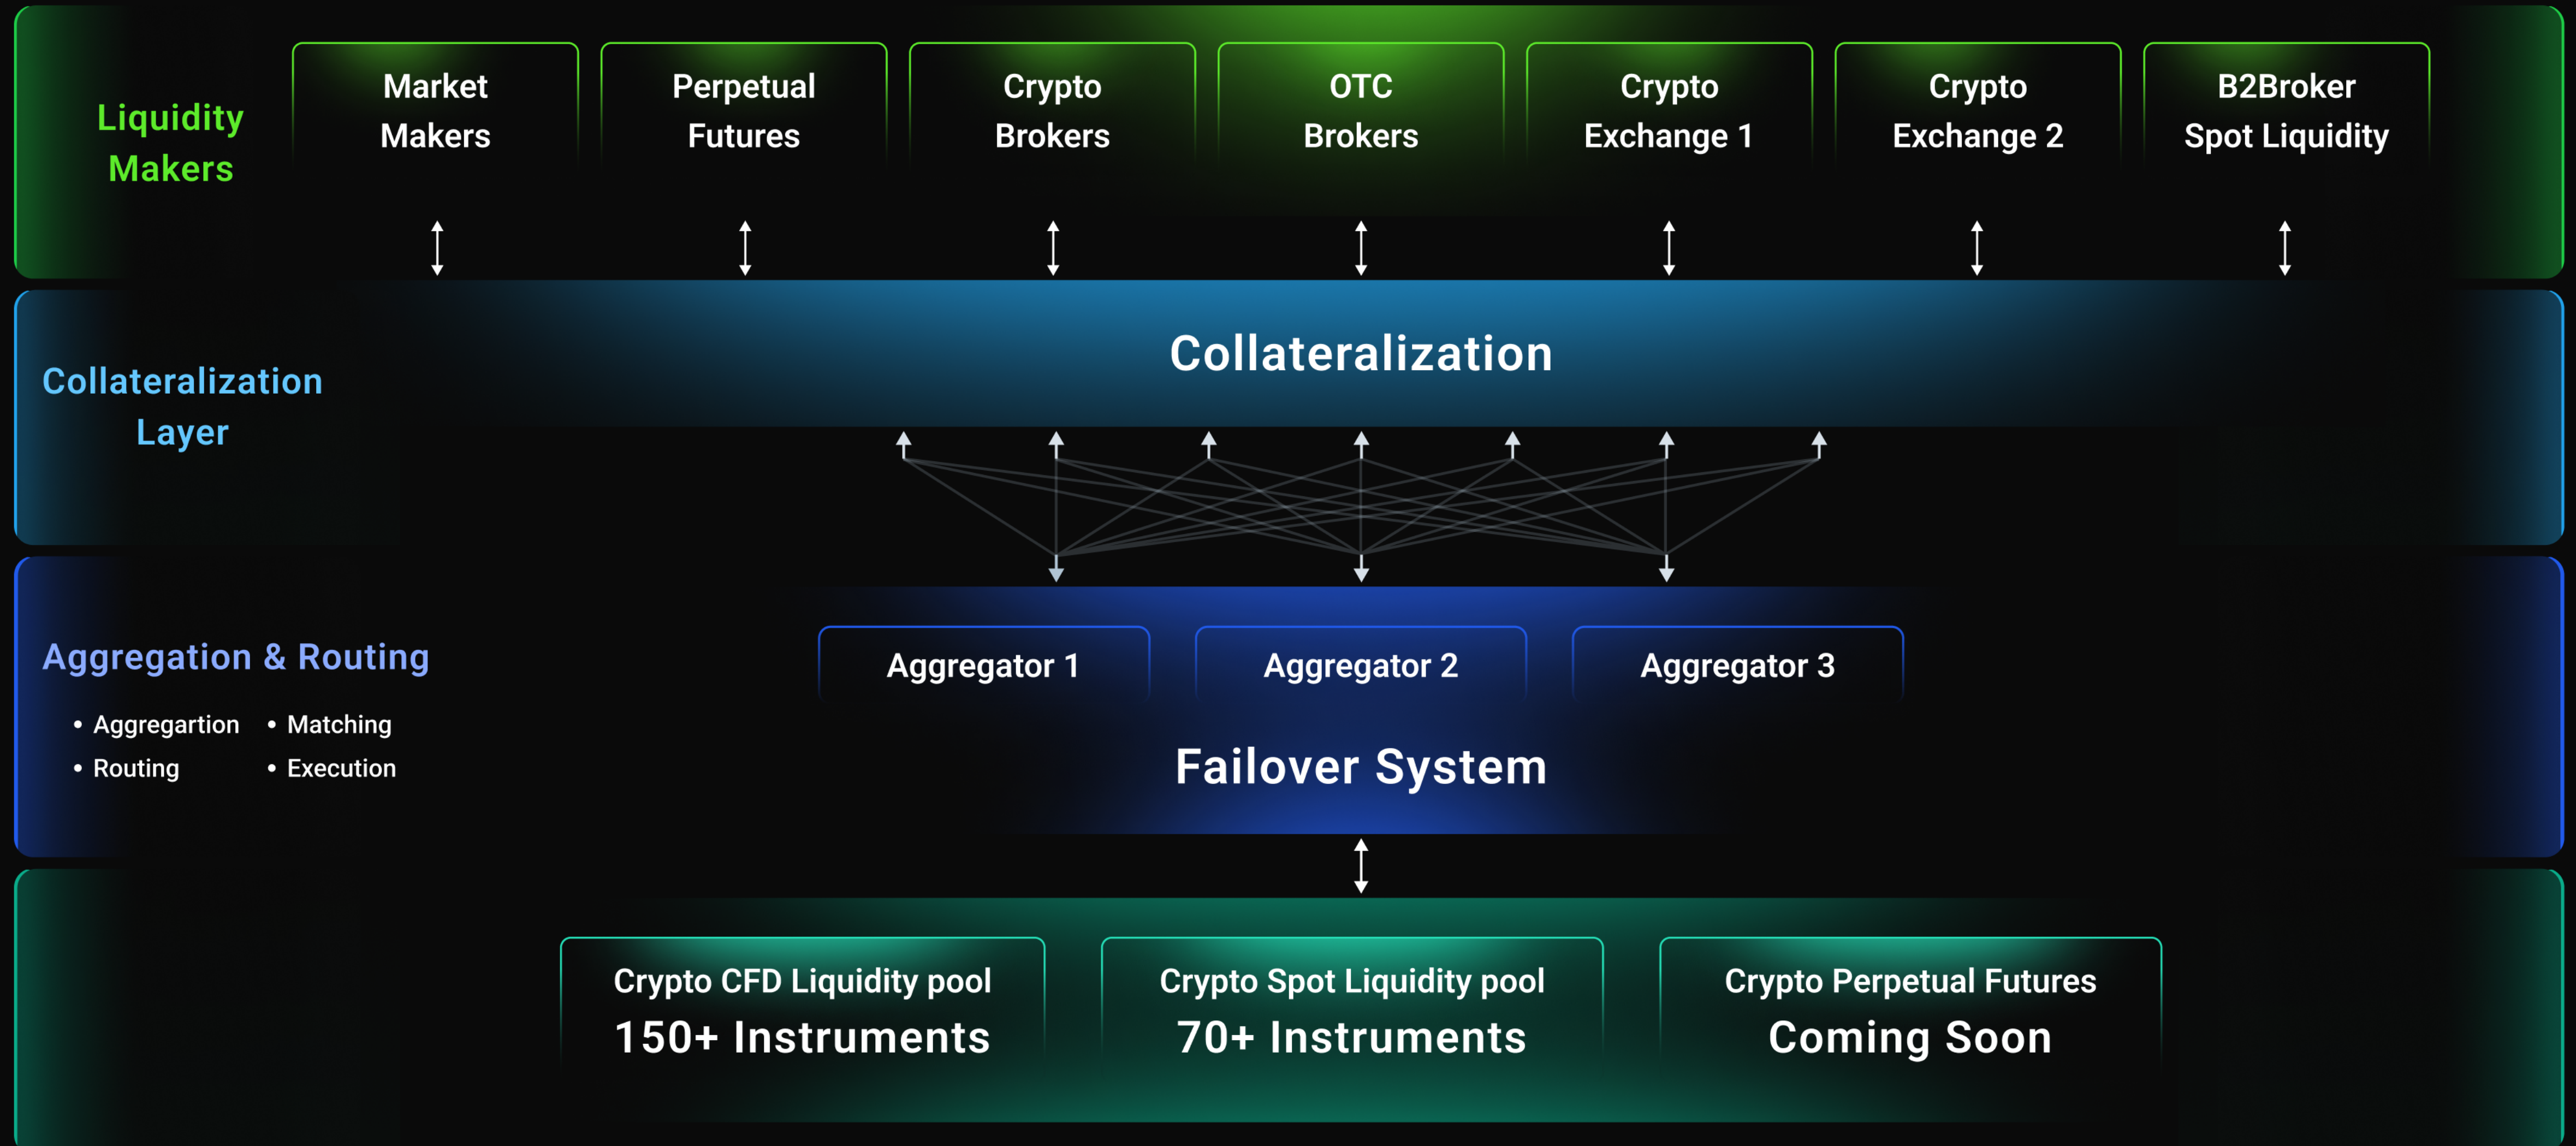 Liquidity
Makers
Market
Makers
Perpetual
Futures
Crypto
Brokers
OTC
Brokers
Crypto
Exchange 1
Crypto
Exchange 2
B2Broker
Spot Liquidity
Collateralization
Layer
Collateralization
Aggregation & Routing
• Aggregartion • Matching
• Routing • Execution
Aggregator 1
Aggregator 2
Aggregator 3
Failover System
Crypto CFD Liquidity pool
150+ Instruments
Crypto Spot Liquidity pool
70+ Instruments
Crypto Perpetual Futures
Coming Soon